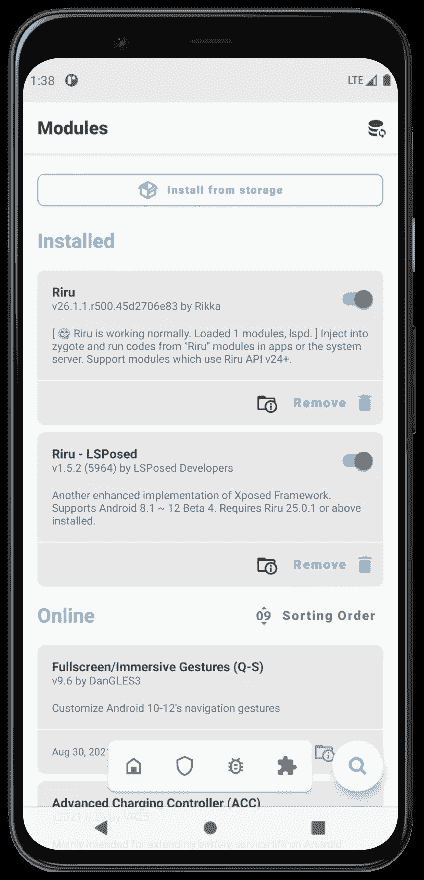 1:38
LTE
Modules
Install from storage
Installed
Riru
v26.1.1.r500.45d2706e83 by Rikka
[ Riru is working normally. Loaded 1 modules, lspd. ] Inject into
zygote and run codes from "Riru" modules in apps or the system
server. Support modules which use Riru API v24+.
Remove
Riru - LSPosed
v1.5.2 (5964) by LSPosed Developers
Another enhanced implementation of Xposed Framework.
Supports Android 8.1 ~ 12 Beta 4. Requires Riru 25.0.1 or above
installed.
Remove
Online
Sorting Order
Fullscreen/Immersive Gestures (Q-S)
v9.6 by DanGLES3
Customize Android 10-12's navigation gestures
Aug 30, 202
Advanced Charging Controller (ACC)